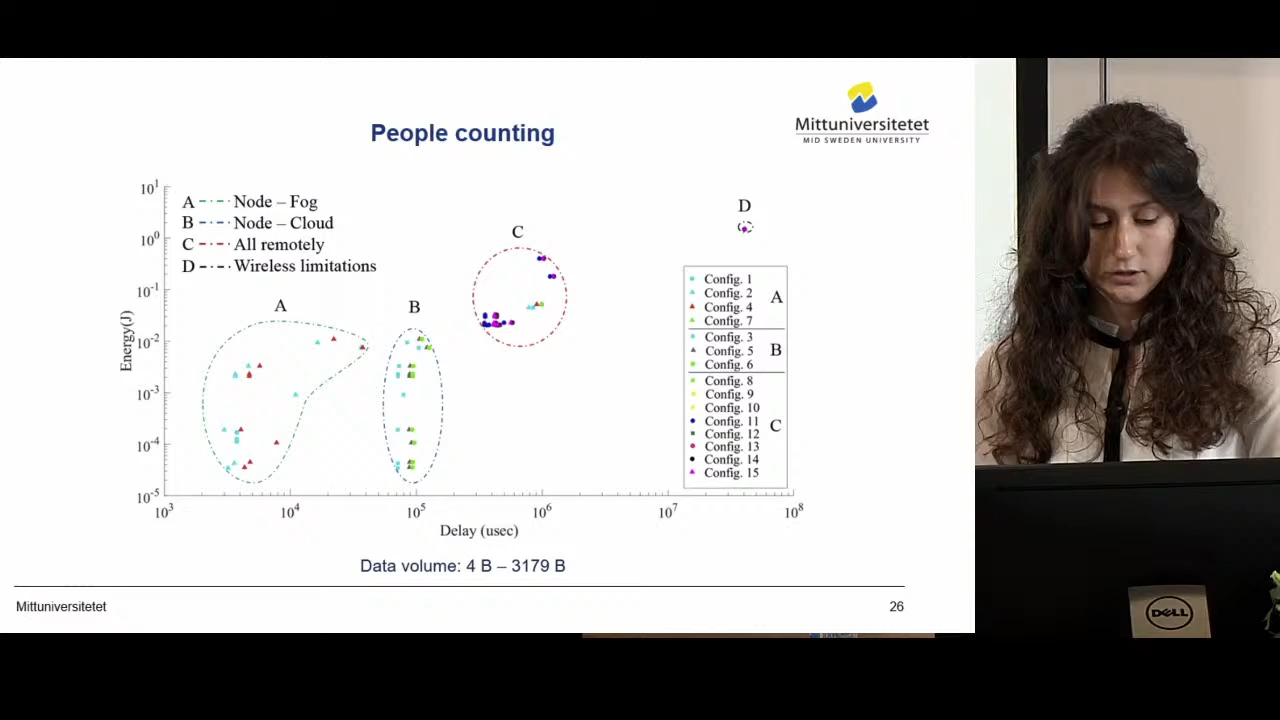 People counting
Mittuniversitetet
MID SWEDEN UNIVERSITY
A Node – Fog
B Node – Cloud
C All remotely
D Wireless limitations
A
B
C
D
Energy(J)
10¹
10⁰
10⁻¹
10⁻²
10⁻³
10⁻⁴
10⁻⁵
10³
10⁴
10⁵
10⁶
10⁷
10⁸
Delay (usec)
Config. 1
Config. 2
Config. 4
Config. 7
A
Config. 3
Config. 5
Config. 6
B
Config. 8
Config. 9
Config. 10
Config. 11
Config. 12
Config. 13
Config. 14
Config. 15
C
Data volume: 4 B – 3179 B
Mittuniversitetet
26
DELL